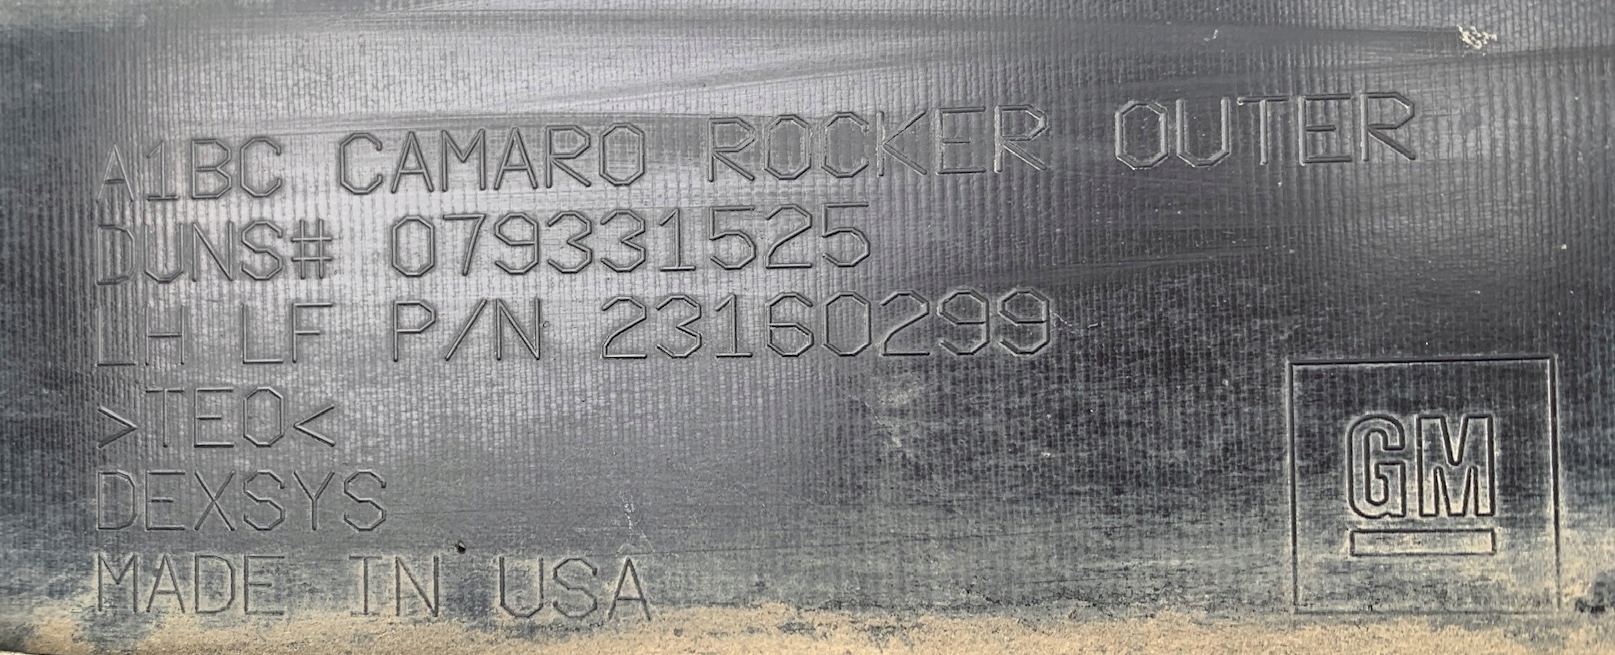 A1BC CAMARO ROCKER OUTER
DUNS# 079331525
LH LF P/N 23160299
>TEO<
DEXSYS
MADE IN USA
GM